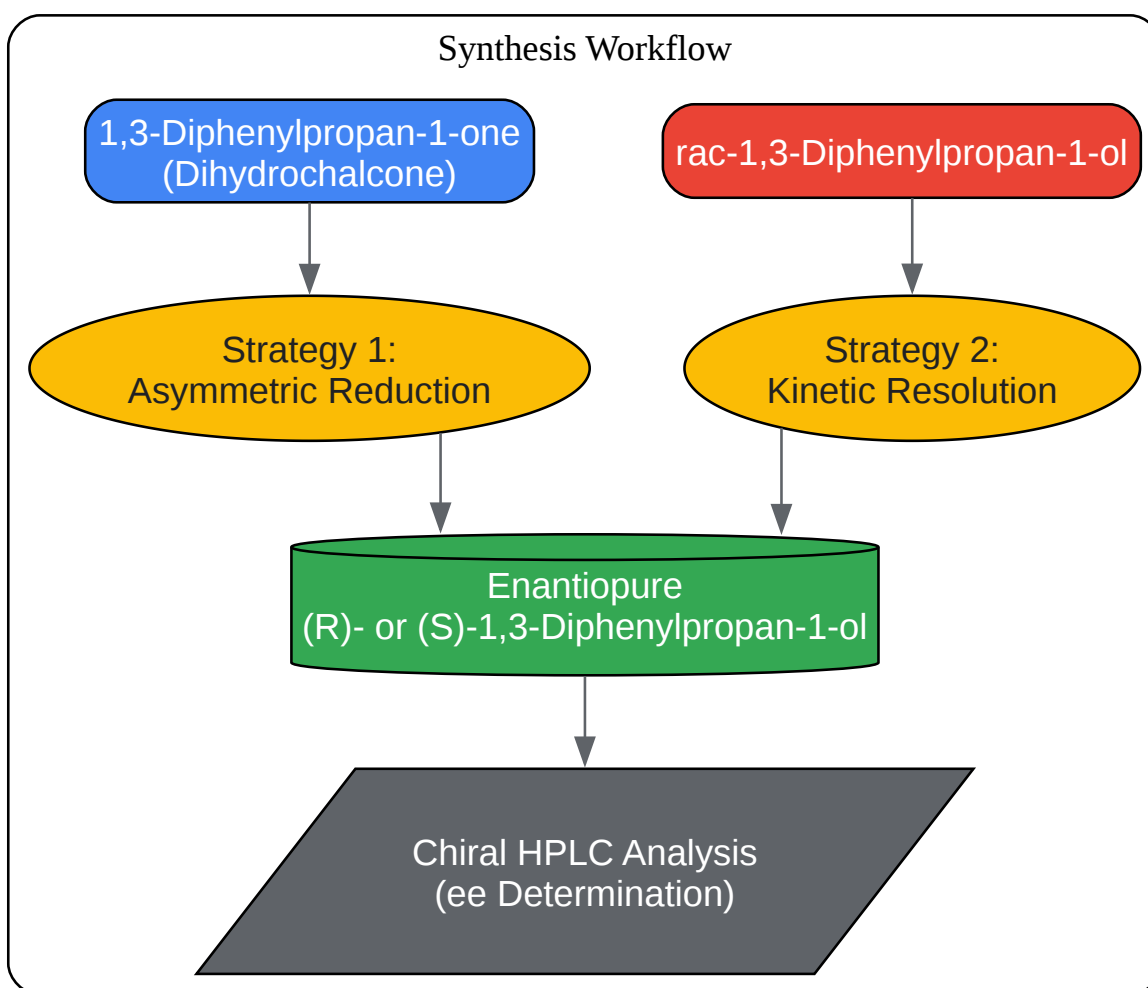 Synthesis Workflow
1,3-Diphenylpropan-1-one
(Dihydrochalcone)
rac-1,3-Diphenylpropan-1-ol
Strategy 1:
Asymmetric Reduction
Strategy 2:
Kinetic Resolution
Enantiopure
(R)- or (S)-1,3-Diphenylpropan-1-ol
Chiral HPLC Analysis
(ee Determination)